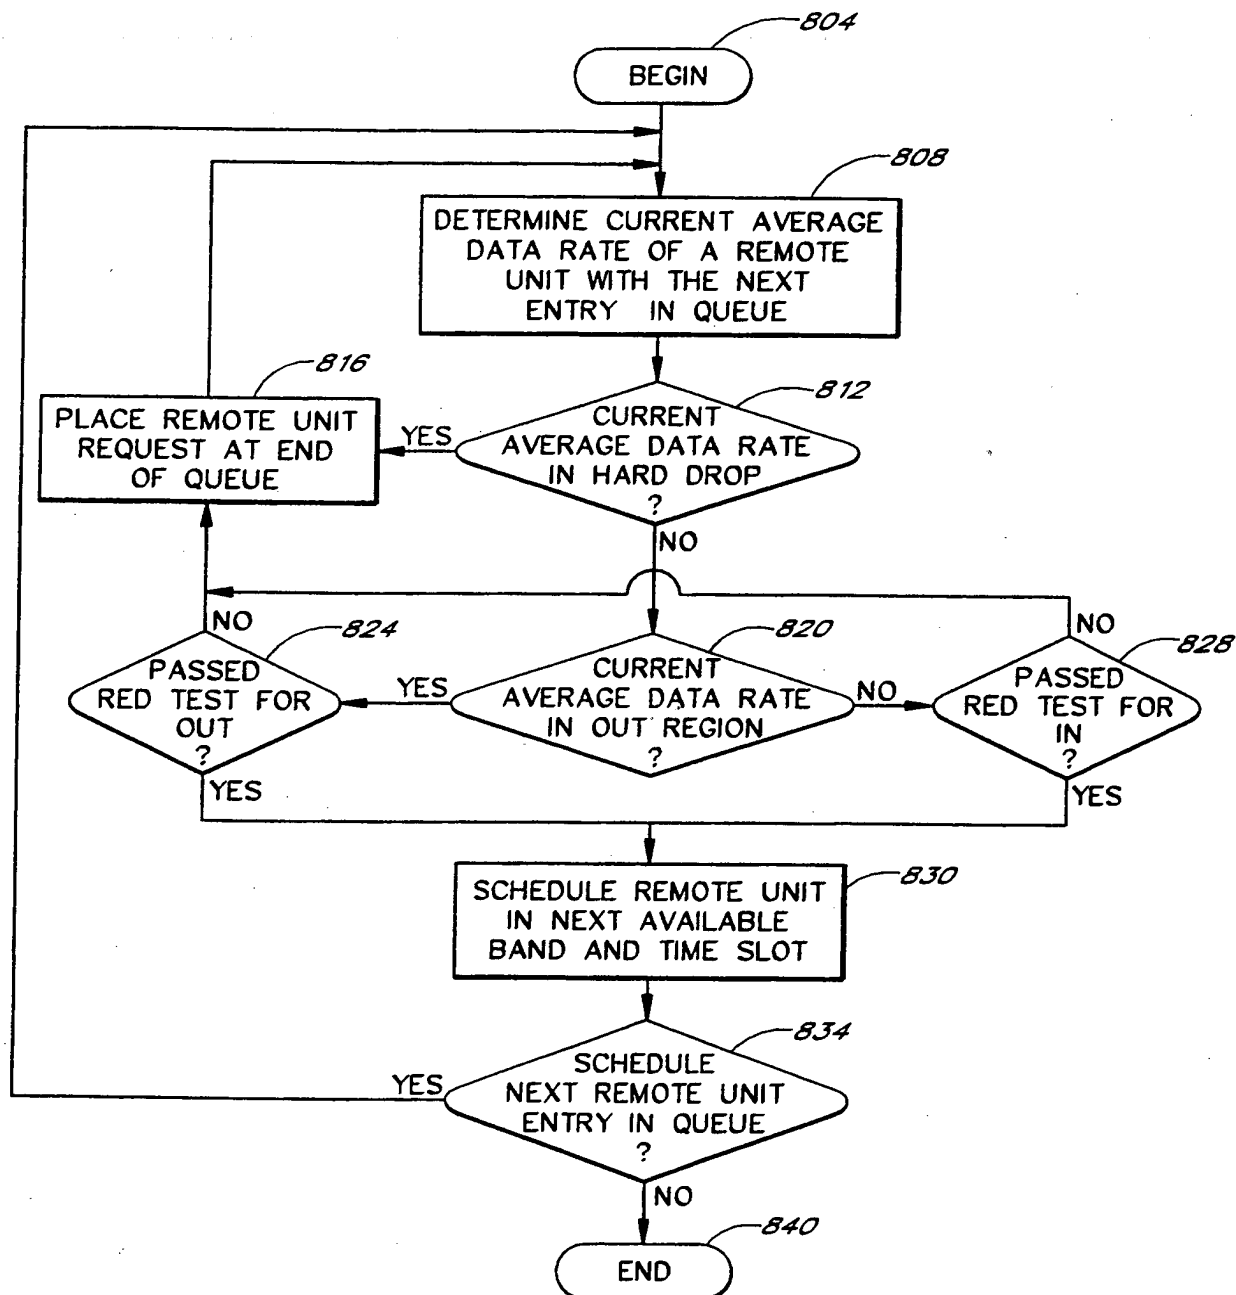 804
BEGIN
808
DETERMINE CURRENT AVERAGE
DATA RATE OF A REMOTE
UNIT WITH THE NEXT
ENTRY IN QUEUE
816
PLACE REMOTE UNIT
REQUEST AT END
OF QUEUE
YES
812
CURRENT
AVERAGE DATA RATE
IN HARD DROP
?
NO
NO
824
PASSED
RED TEST FOR
OUT
?
YES
YES
820
CURRENT
AVERAGE DATA RATE
IN OUT REGION
?
NO
NO
828
PASSED
RED TEST FOR
IN
?
YES
830
SCHEDULE REMOTE UNIT
IN NEXT AVAILABLE
BAND AND TIME SLOT
834
YES
SCHEDULE
NEXT REMOTE UNIT
ENTRY IN QUEUE
?
NO
840
END